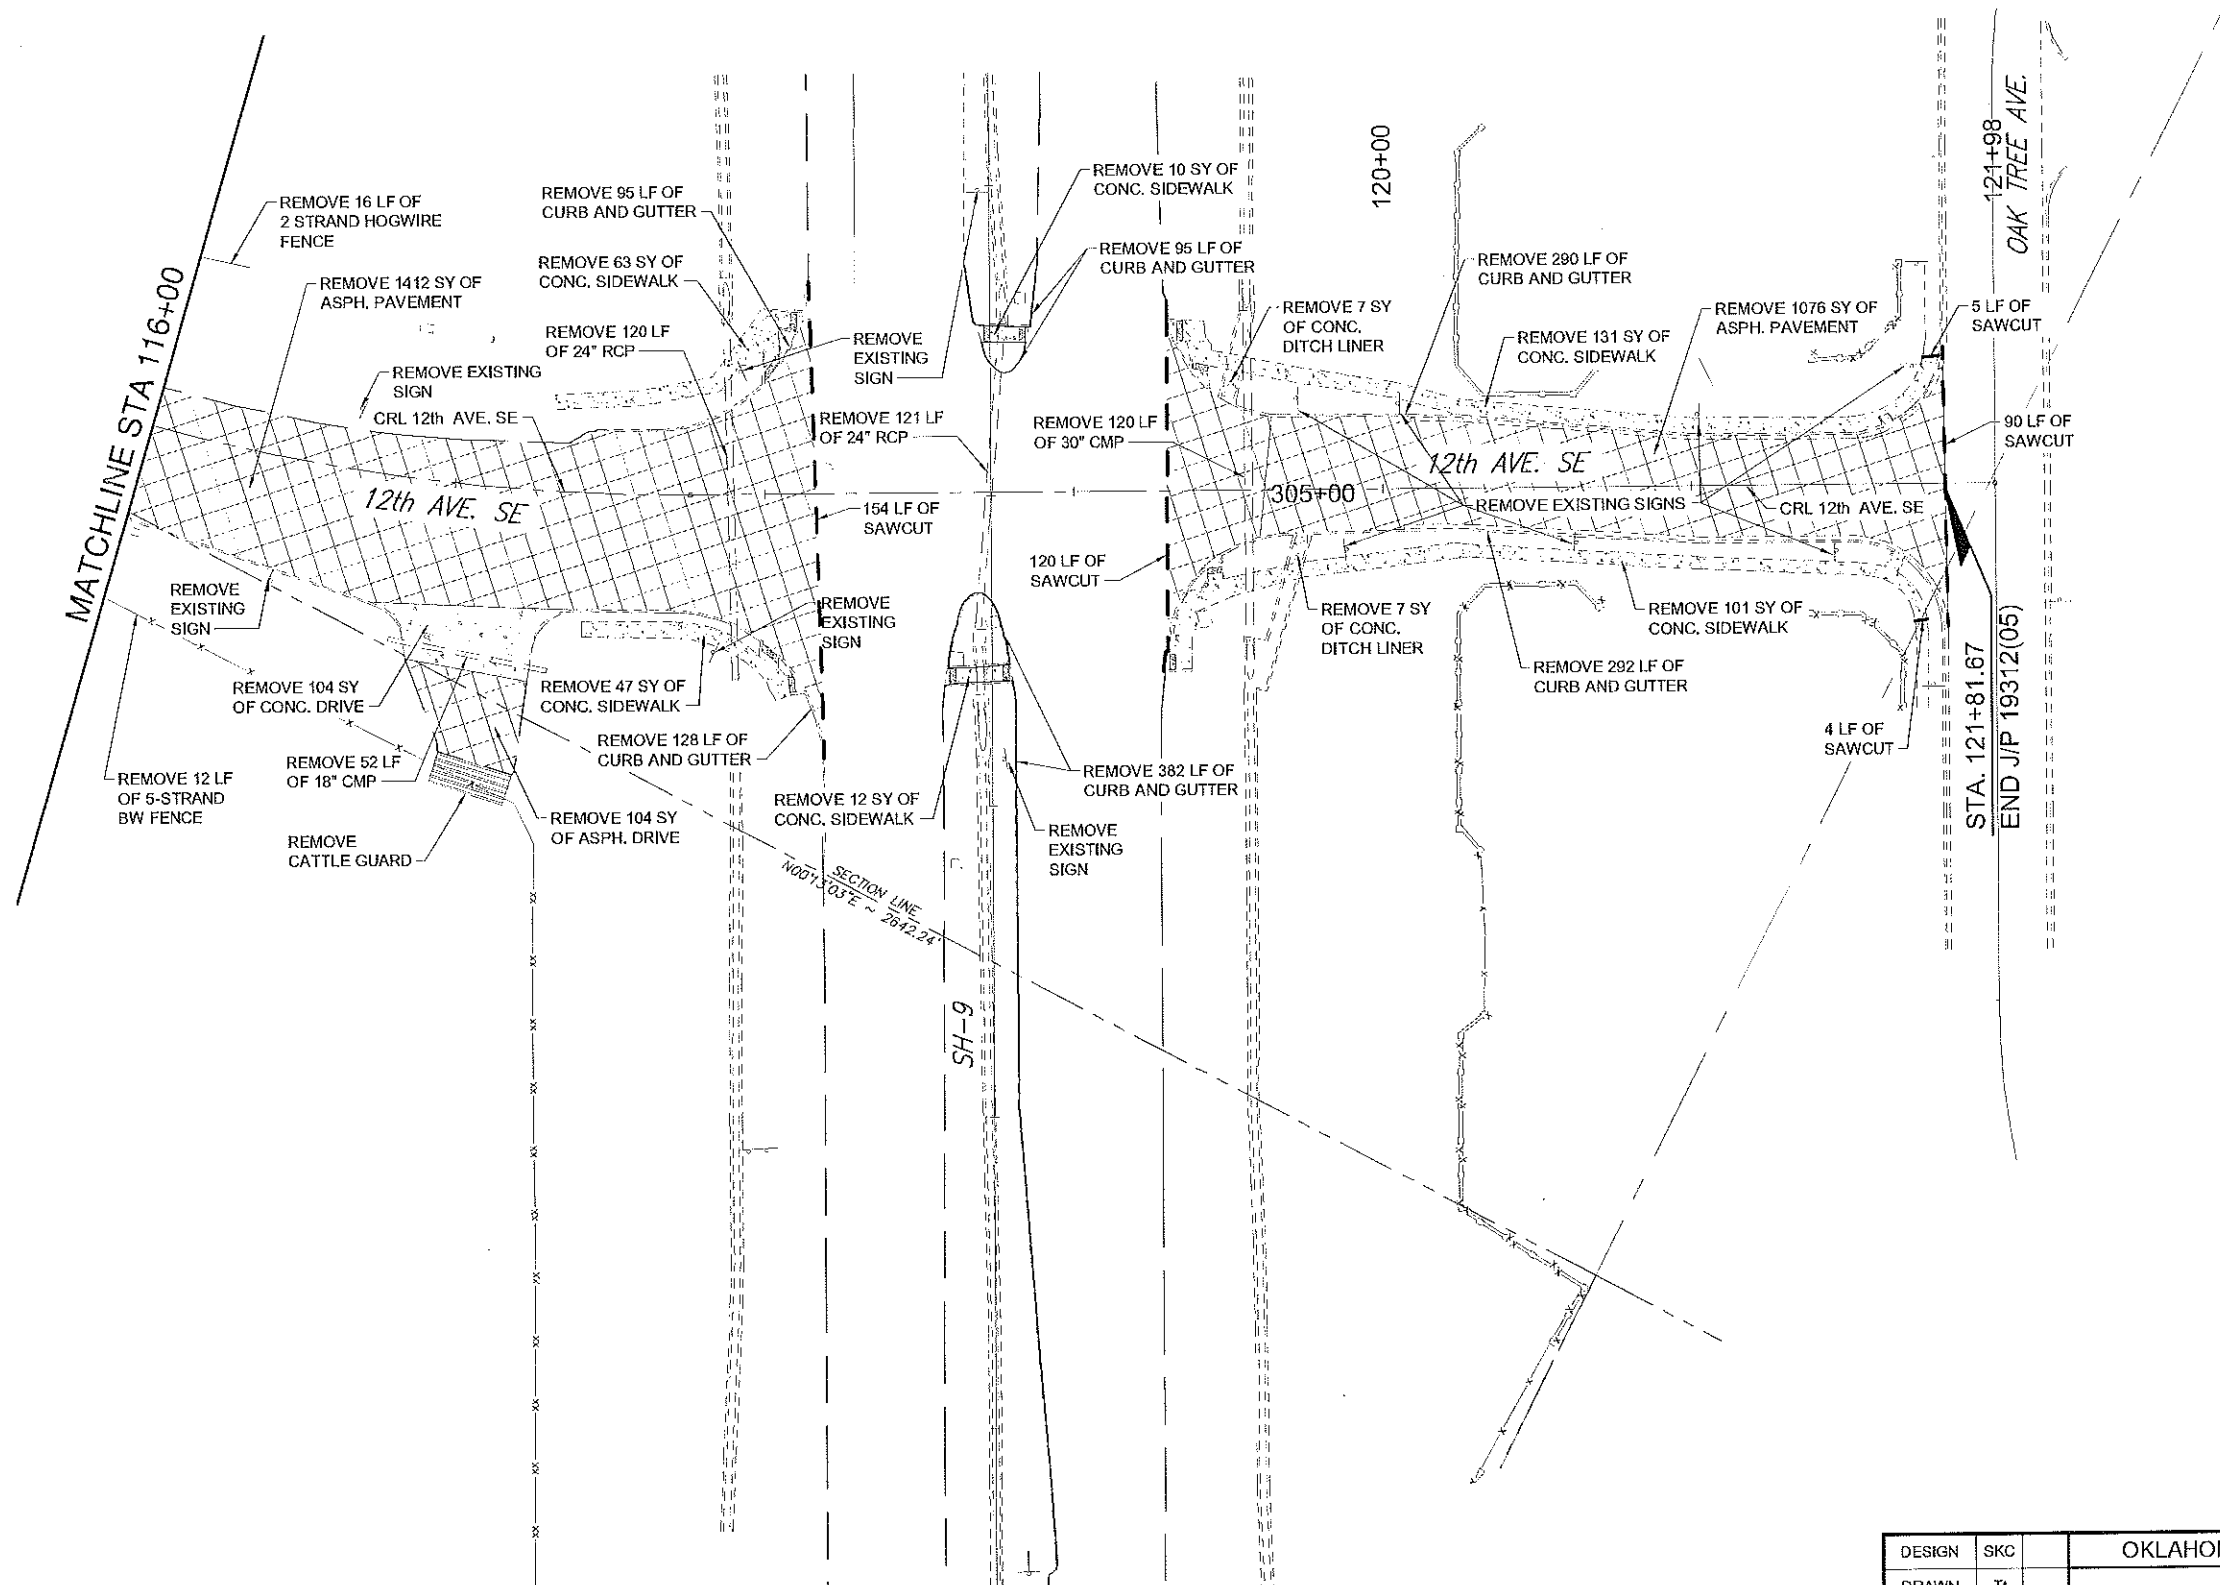 MATCHLINE STA 116+00
REMOVE 16 LF OF
2 STRAND HOGWIRE
FENCE
REMOVE 1412 SY OF
ASPH. PAVEMENT
REMOVE EXISTING
SIGN
CRL 12th AVE. SE
REMOVE 95 LF OF
CURB AND GUTTER
REMOVE 63 SY OF
CONC. SIDEWALK
REMOVE 120 LF
OF 24" RCP
REMOVE
EXISTING
SIGN
REMOVE 121 LF
OF 24" RCP
REMOVE 10 SY OF
CONC. SIDEWALK
REMOVE 95 LF OF
CURB AND GUTTER
120+00
REMOVE 7 SY
OF CONC.
DITCH LINER
REMOVE 290 LF OF
CURB AND GUTTER
REMOVE 131 SY OF
CONC. SIDEWALK
REMOVE 1076 SY OF
ASPH. PAVEMENT
121+98
OAK TREE AVE.
5 LF OF
SAWCUT
90 LF OF
SAWCUT
REMOVE 120 LF
OF 30" CMP
12th AVE. SE
12th AVE. SE
305+00
REMOVE EXISTING SIGNS
CRL 12th AVE. SE
154 LF OF
SAWCUT
120 LF OF
SAWCUT
REMOVE
EXISTING
SIGN
REMOVE
EXISTING
SIGN
REMOVE 7 SY
OF CONC.
DITCH LINER
REMOVE 101 SY OF
CONC. SIDEWALK
REMOVE 292 LF OF
CURB AND GUTTER
4 LF OF
SAWCUT
STA. 121+81.67
END J/P 19312(05)
REMOVE 104 SY
OF CONC. DRIVE
REMOVE 47 SY OF
CONC. SIDEWALK
REMOVE 128 LF OF
CURB AND GUTTER
REMOVE 52 LF
OF 18" CMP
REMOVE 12 LF
OF 5-STRAND
BW FENCE
REMOVE
CATTLE GUARD
REMOVE 104 SY
OF ASPH. DRIVE
REMOVE 12 SY OF
CONC. SIDEWALK
REMOVE 382 LF OF
CURB AND GUTTER
REMOVE
EXISTING
SIGN
SECTION LINE
N00°13'03"E ~ 2642.24'
SH-9
DESIGN SKC OKLAHO
DRAWN